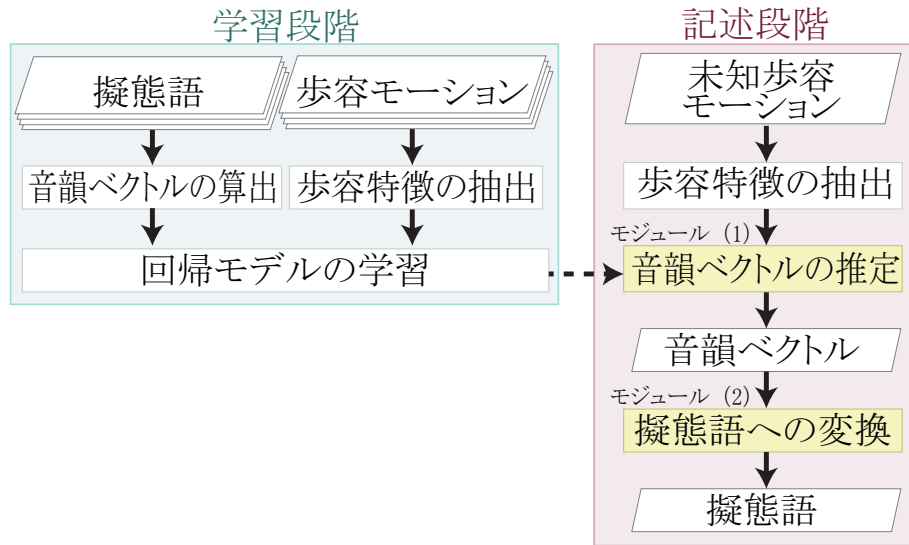 学習段階
擬態語
歩容モーション
音韻ベクトルの算出
歩容特徴の抽出
回帰モデルの学習
記述段階
未知歩容
モーション
歩容特徴の抽出
モジュール (1)
音韻ベクトルの推定
音韻ベクトル
モジュール (2)
擬態語への変換
擬態語